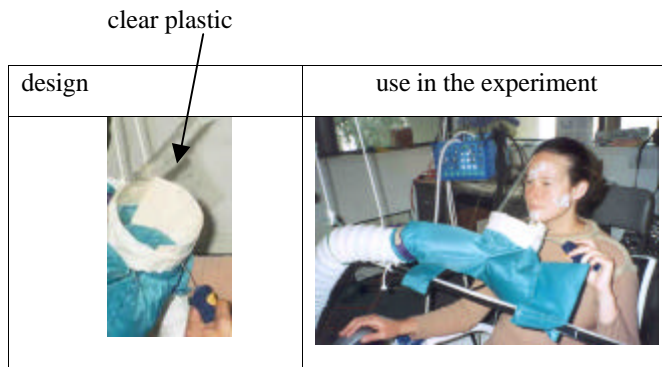 clear plastic
design
use in the experiment